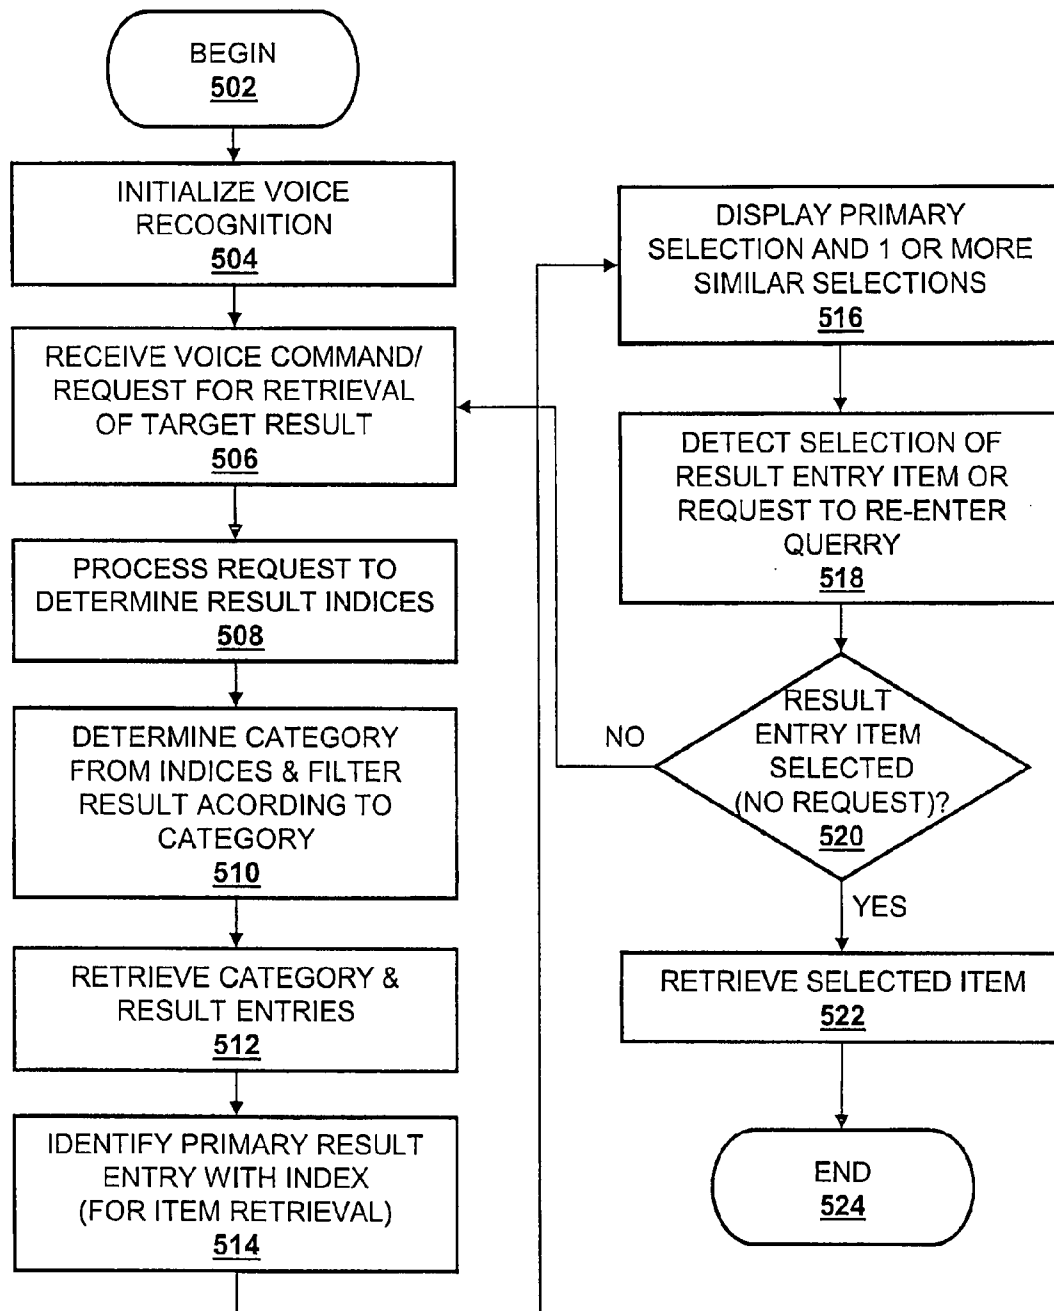 BEGIN
502
INITIALIZE VOICE
RECOGNITION
504
RECEIVE VOICE COMMAND/
REQUEST FOR RETRIEVAL
OF TARGET RESULT
506
PROCESS REQUEST TO
DETERMINE RESULT INDICES
508
DETERMINE CATEGORY
FROM INDICES & FILTER
RESULT ACORDING TO
CATEGORY
510
RETRIEVE CATEGORY &
RESULT ENTRIES
512
IDENTIFY PRIMARY RESULT
ENTRY WITH INDEX
(FOR ITEM RETRIEVAL)
514
DISPLAY PRIMARY
SELECTION AND 1 OR MORE
SIMILAR SELECTIONS
516
DETECT SELECTION OF
RESULT ENTRY ITEM OR
REQUEST TO RE-ENTER
QUERRY
518
RESULT
ENTRY ITEM
SELECTED
(NO REQUEST)?
520
NO
YES
RETRIEVE SELECTED ITEM
522
END
524